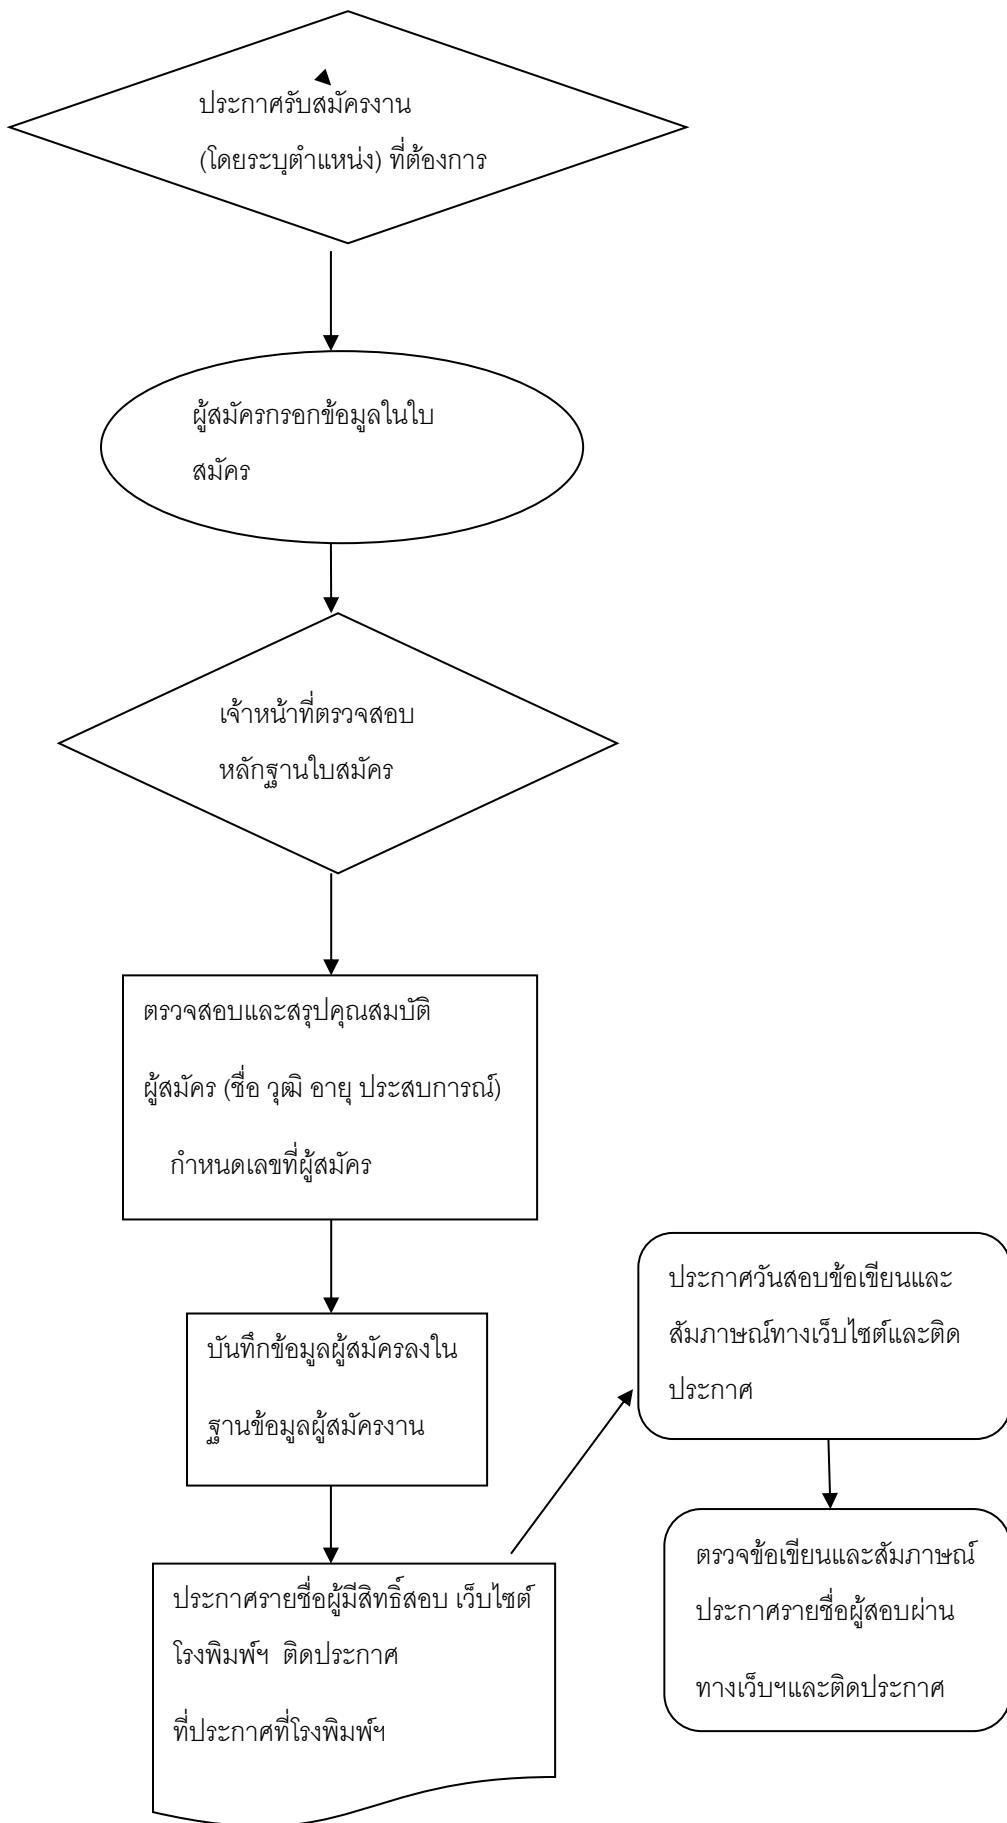 ประกาศรับสมัครงาน
(โดยระบุตำแหน่ง) ที่ต้องการ
ผู้สมัครกรอกข้อมูลในใบ
สมัคร
เจ้าหน้าที่ตรวจสอบ
หลักฐานใบสมัคร
ตรวจสอบและสรุปคุณสมบัติ
ผู้สมัคร (ชื่อ วุฒิ อายุ ประสบการณ์)
กำหนดเลขที่ผู้สมัคร
บันทึกข้อมูลผู้สมัครลงใน
ฐานข้อมูลผู้สมัครงาน
ประกาศรายชื่อผู้มีสิทธิ์สอบ เว็บไซต์
โรงพิมพ์ฯ ติดประกาศ
ที่ประกาศที่โรงพิมพ์ฯ
ประกาศวันสอบข้อเขียนและ
สัมภาษณ์ทางเว็บไซต์และติด
ประกาศ
ตรวจข้อเขียนและสัมภาษณ์
ประกาศรายชื่อผู้สอบผ่าน
ทางเว็บฯและติดประกาศ